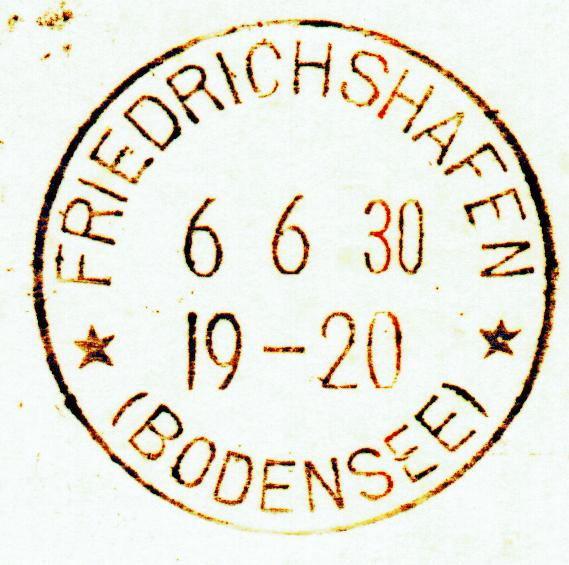 FRIEDRICHSHAFEN
6 6 30
19-20
(BODENSEE)